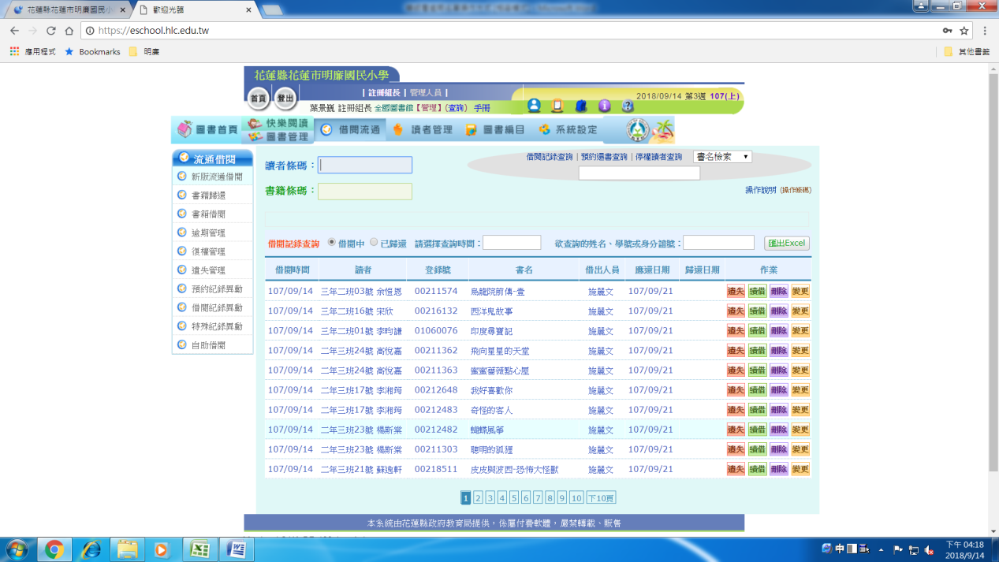 花蓮縣花蓮市明廉國民小
歡迎光臨
https://eschool.hlc.edu.tw
應用程式 Bookmarks 明廉 其他書籤
花蓮縣花蓮市明廉國民小學
首頁 登出 | 註冊組長 | 管理人員 |
2018/09/14 第3週 107(上)
葉景巍 註冊組長 全國圖書館【管理】(查詢) 手冊
圖書首頁 快樂閱讀 圖書管理 借閱流通 讀者管理 圖書編目 系統設定
流通借閱
新版流通借閱
書籍歸還
書箱借閱
逾期管理
復權管理
遺失管理
預約紀錄異動
借閱紀錄異動
特殊紀錄異動
自助借閱
讀者條碼：
書籍條碼：
借閱記錄查詢 | 預約還書查詢 | 停權讀者查詢 書名檢索
操作說明 (操作條碼)
借閱記錄查詢 借閱中 已歸還 請選擇查詢時間： 欲查詢的姓名、學號或身分證號： 匯出Excel
借閱時間 讀者 登錄號 書名 借出人員 應還日期 歸還日期 作業
107/09/14 三年二班03號 余愷恩 00211574 烏龍院前傳-壹 施麗文 107/09/21 遺失 續借 刪除 變更
107/09/14 三年二班16號 宋欣 00216132 西洋鬼故事 施麗文 107/09/21 遺失 續借 刪除 變更
107/09/14 三年二班01號 李昀謙 01060076 印度尋寶記 施麗文 107/09/21 遺失 續借 刪除 變更
107/09/14 二年三班24號 高悅嘉 00211362 飛向星星的天堂 施麗文 107/09/21 遺失 續借 刪除 變更
107/09/14 二年三班24號 高悅嘉 00211363 蜜蜜薔薇點心屋 施麗文 107/09/21 遺失 續借 刪除 變更
107/09/14 二年三班17號 李湘筠 00212648 我好喜歡你 施麗文 107/09/21 遺失 續借 刪除 變更
107/09/14 二年三班17號 李湘筠 00212483 奇怪的客人 施麗文 107/09/21 遺失 續借 刪除 變更
107/09/14 二年三班23號 楊斯棠 00212482 蝴蝶風箏 施麗文 107/09/21 遺失 續借 刪除 變更
107/09/14 二年三班23號 楊斯棠 00211303 聰明的狐狸 施麗文 107/09/21 遺失 續借 刪除 變更
107/09/14 二年三班21號 蘇逸軒 00218511 皮皮與波西-恐怖大怪獸 施麗文 107/09/21 遺失 續借 刪除 變更
1 2 3 4 5 6 7 8 9 10 下10頁
本系統由花蓮縣政府教育局提供，係屬付費軟體，嚴禁轉載、販售
中 下午 04:18
2018/9/14